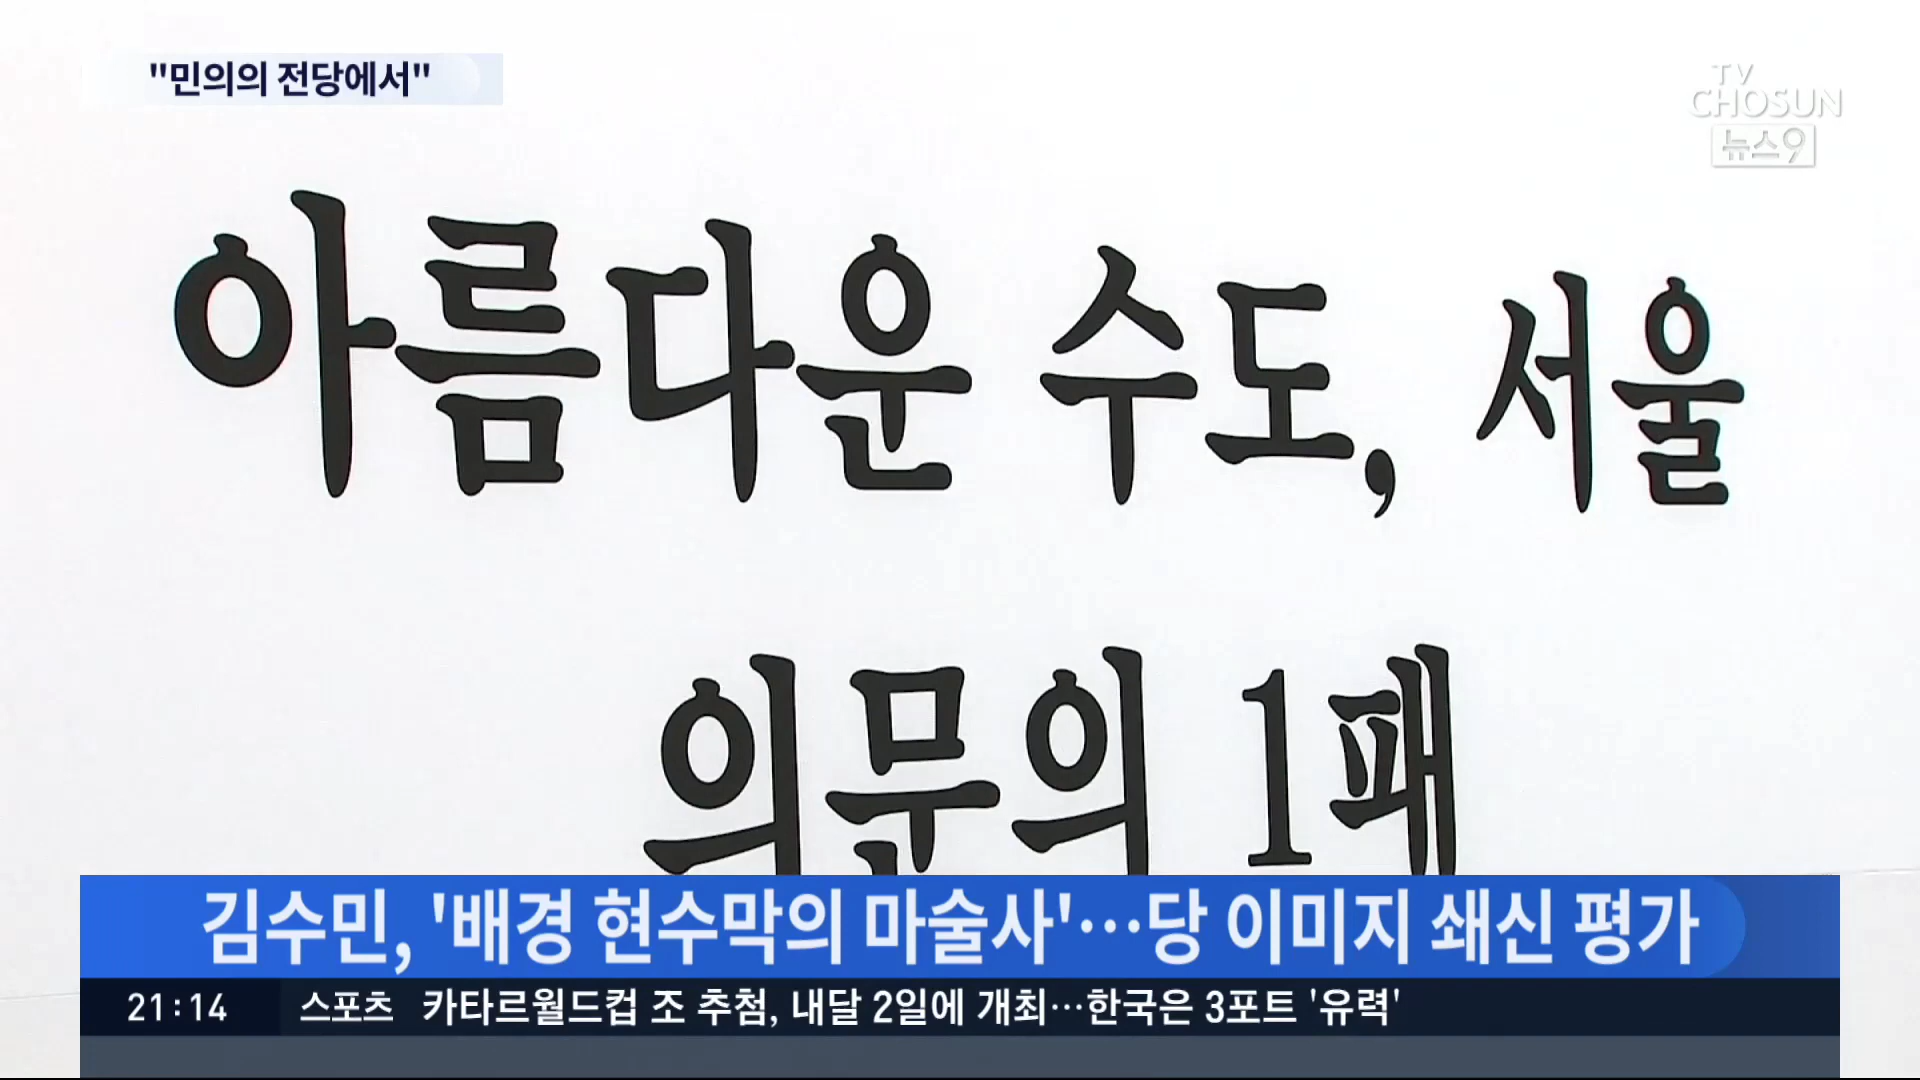 "민의의 전당에서"
TV
CHOSUN
뉴스9
아름다운 수도, 서울
의문의 1패
김수민, '배경 현수막의 마술사'…당 이미지 쇄신 평가
21:14 스포츠 카타르월드컵 조 추첨, 내달 2일에 개최…한국은 3포트 '유력'